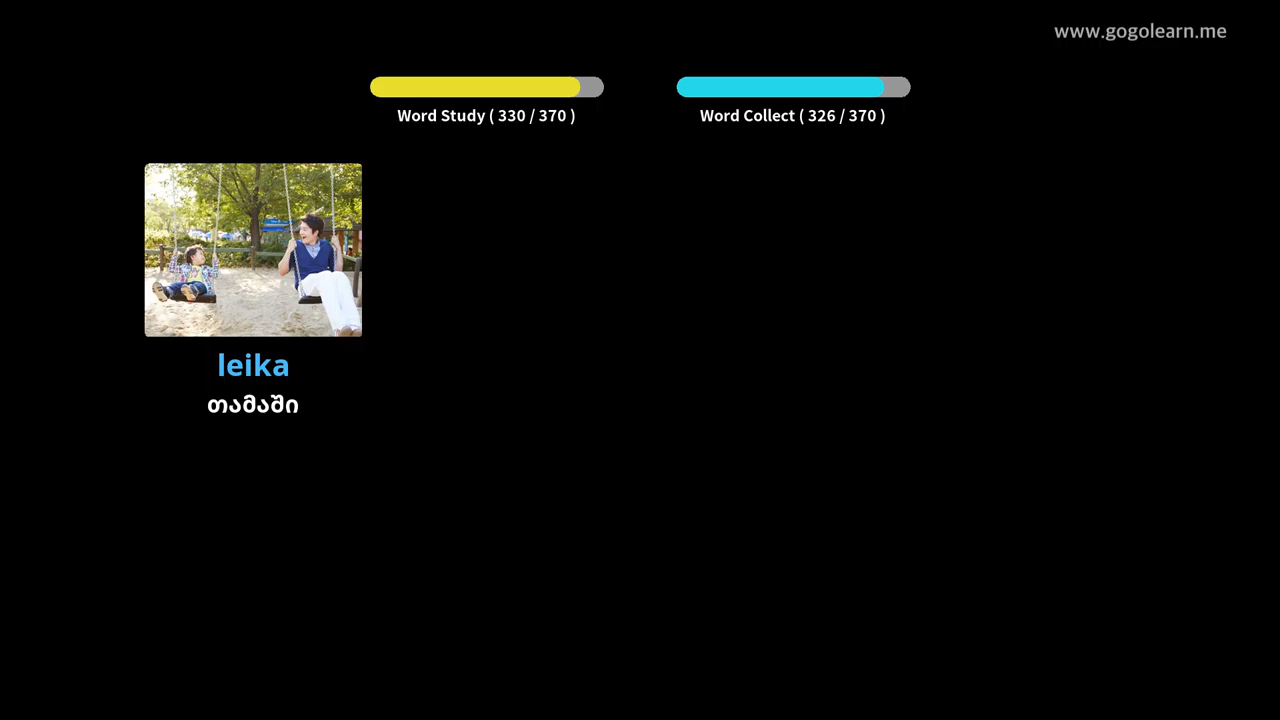 www.gogolearn.me
Word Study ( 330 / 370 )
Word Collect ( 326 / 370 )
leika
თამაში